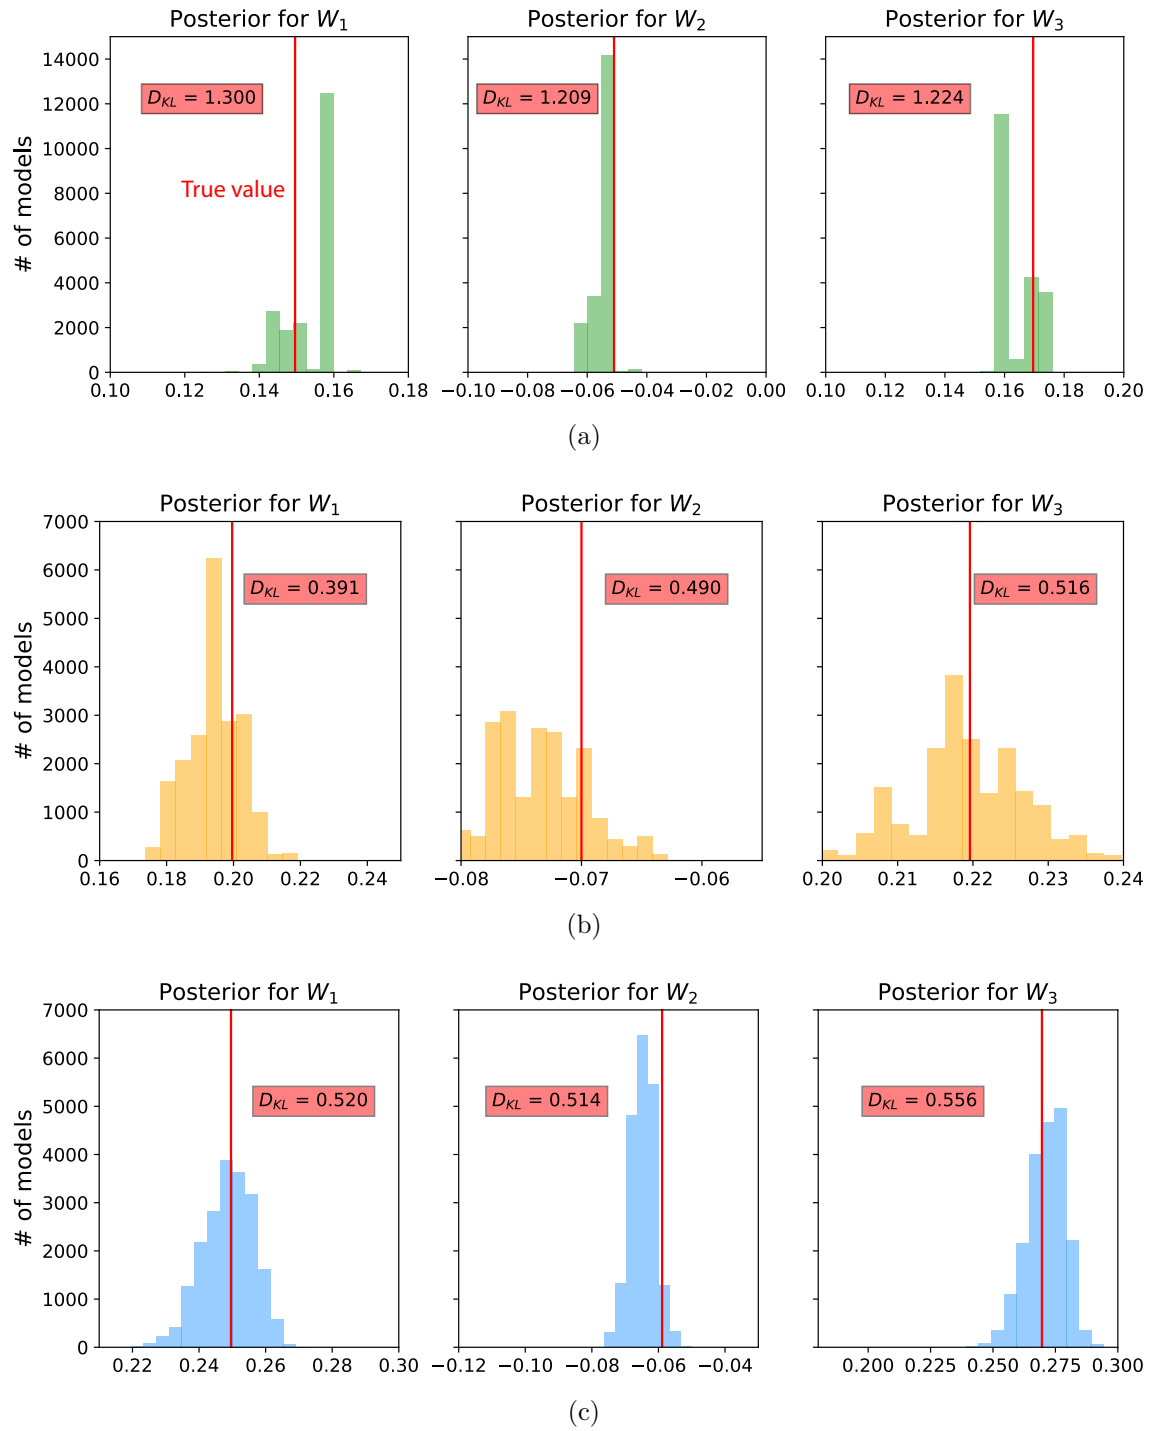 Posterior for W1 Posterior for W2 Posterior for W3
14000
12000
10000
8000
6000
4000
2000
0
# of models
DKL = 1.300 DKL = 1.209 DKL = 1.224
True value
0.10 0.12 0.14 0.16 0.18 −0.10 −0.08 −0.06 −0.04 −0.02 0.00 0.10 0.12 0.14 0.16 0.18 0.20
(a)
Posterior for W1 Posterior for W2 Posterior for W3
7000
6000
5000
4000
3000
2000
1000
0
# of models
DKL = 0.391 DKL = 0.490 DKL = 0.516
0.16 0.18 0.20 0.22 0.24 −0.08 −0.07 −0.06 0.20 0.21 0.22 0.23 0.24
(b)
Posterior for W1 Posterior for W2 Posterior for W3
7000
6000
5000
4000
3000
2000
1000
0
# of models
DKL = 0.520 DKL = 0.514 DKL = 0.556
0.22 0.24 0.26 0.28 0.30 −0.12 −0.10 −0.08 −0.06 −0.04 0.200 0.225 0.250 0.275 0.300
(c)